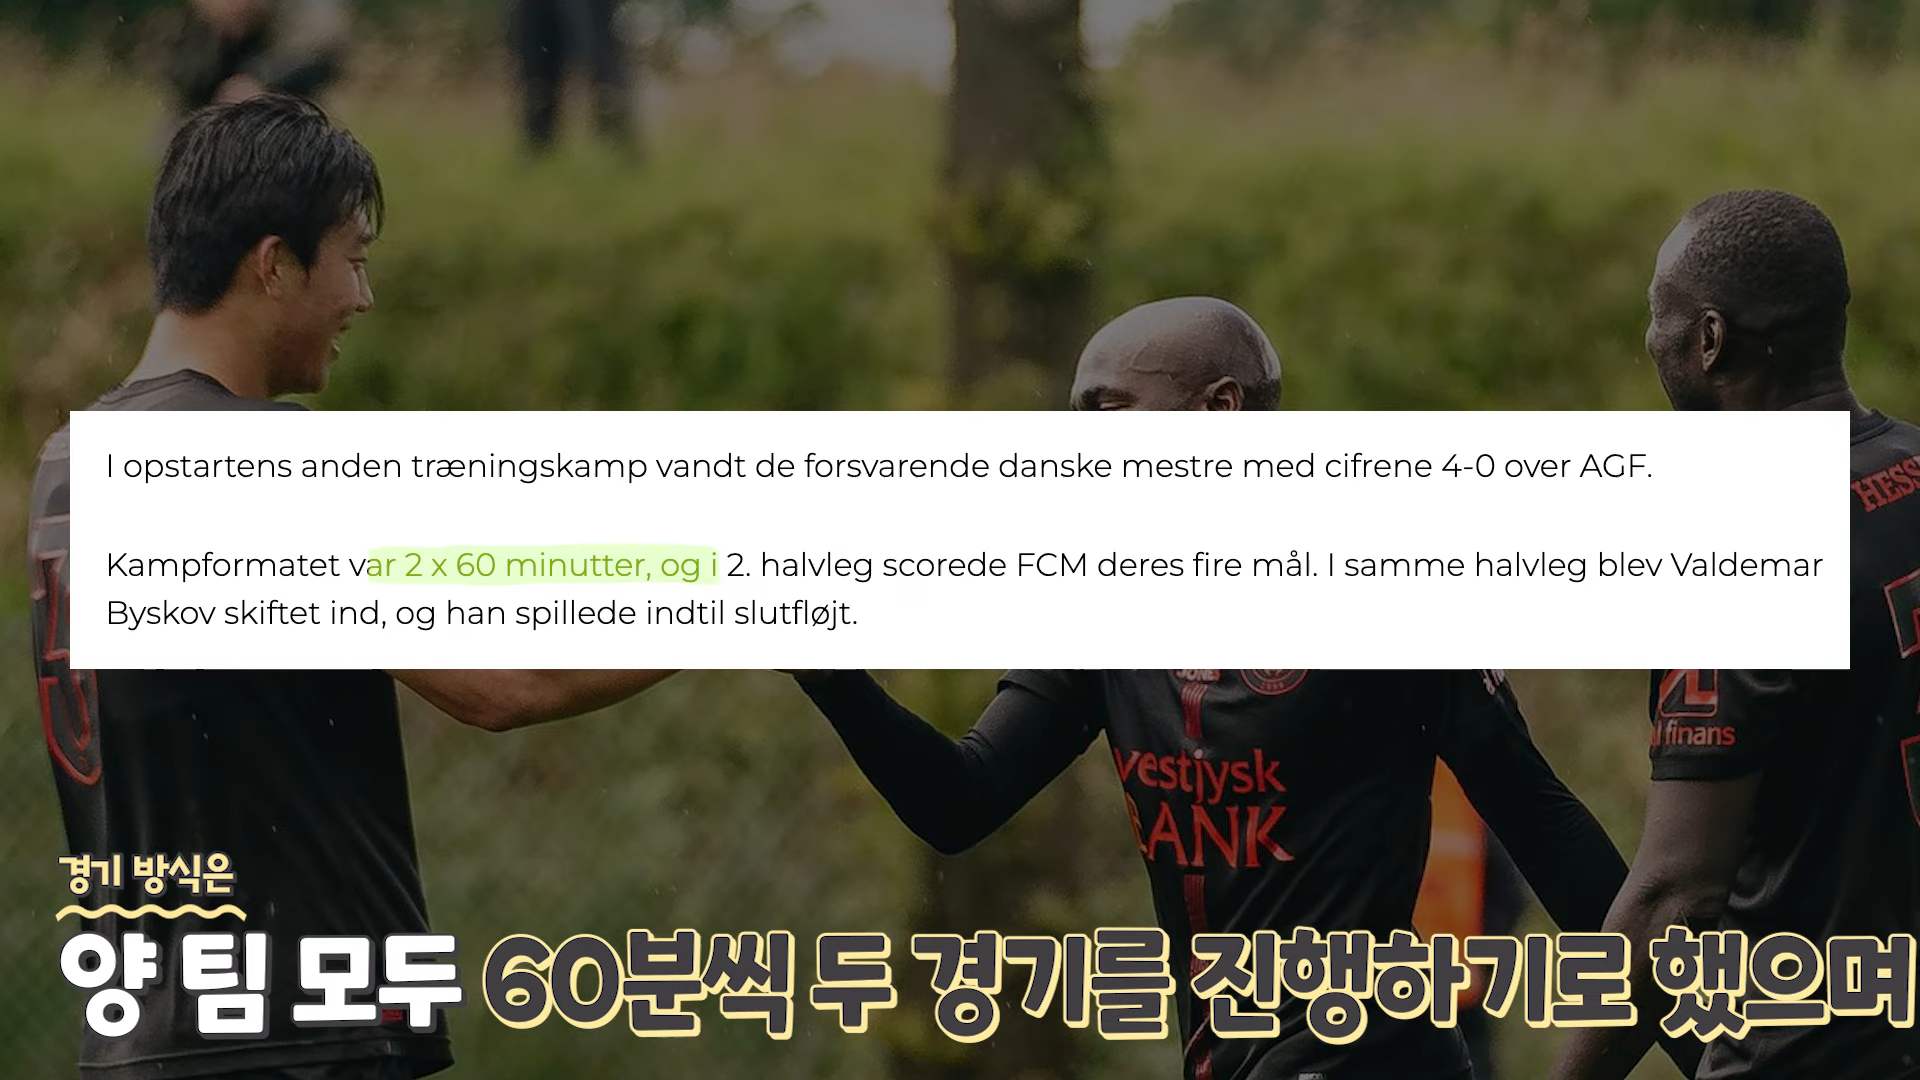 I opstartens anden træningskamp vandt de forsvarende danske mestre med cifrene 4-0 over AGF.
Kampformatet var 2 x 60 minutter, og i 2. halvleg scorede FCM deres fire mål. I samme halvleg blev Valdemar
Byskov skiftet ind, og han spillede indtil slutfløjt.
HESS
finans
vestjysk
BANK
경기 방식은
양 팀 모두 60분씩 두 경기를 진행하기로 했으며